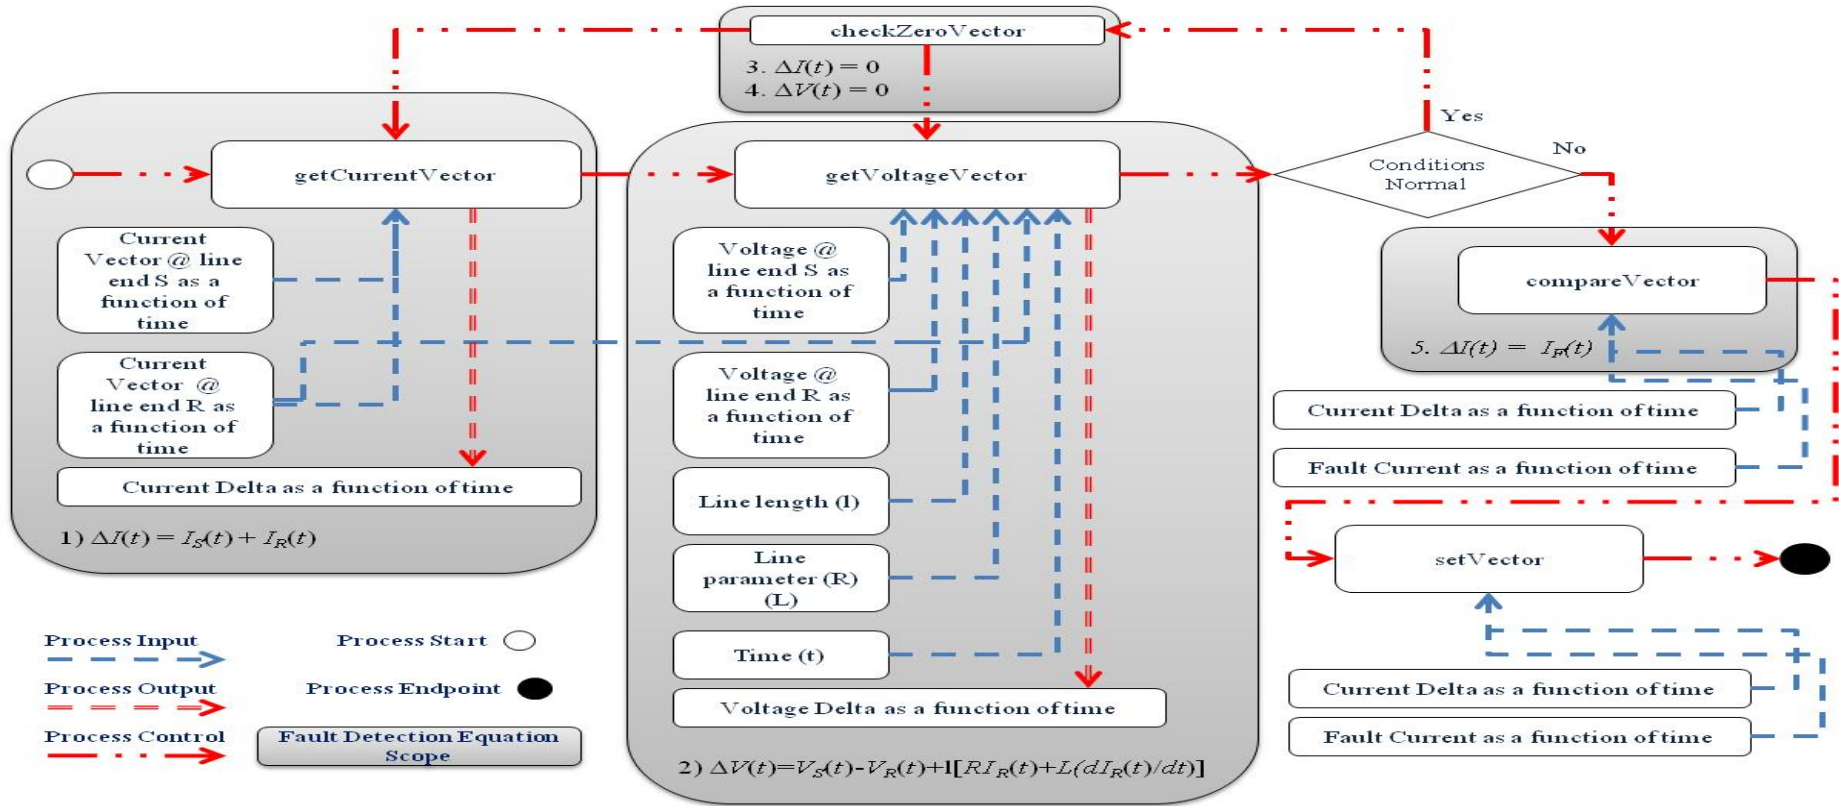 checkZeroVector
3. ΔI(t) = 0
4. ΔV(t) = 0
Yes
No
Conditions
Normal
getCurrentVector
Current
Vector @ line
end S as a
function of
time
Current
Vector @
line end R as
a function of
time
Current Delta as a function of time
1) ΔI(t) = I_S(t) + I_R(t)
getVoltageVector
Voltage @
line end S as
a function of
time
Voltage @
line end R as
a function of
time
Line length (l)
Line
parameter (R)
(L)
Time (t)
Voltage Delta as a function of time
2) ΔV(t)=V_S(t)-V_R(t)+l[RI_R(t)+L(dI_R(t)/dt)]
compareVector
5. ΔI(t) = I_F(t)
Current Delta as a function of time
Fault Current as a function of time
setVector
Current Delta as a function of time
Fault Current as a function of time
Process Input
Process Start
Process Output
Process Endpoint
Process Control
Fault Detection Equation
Scope